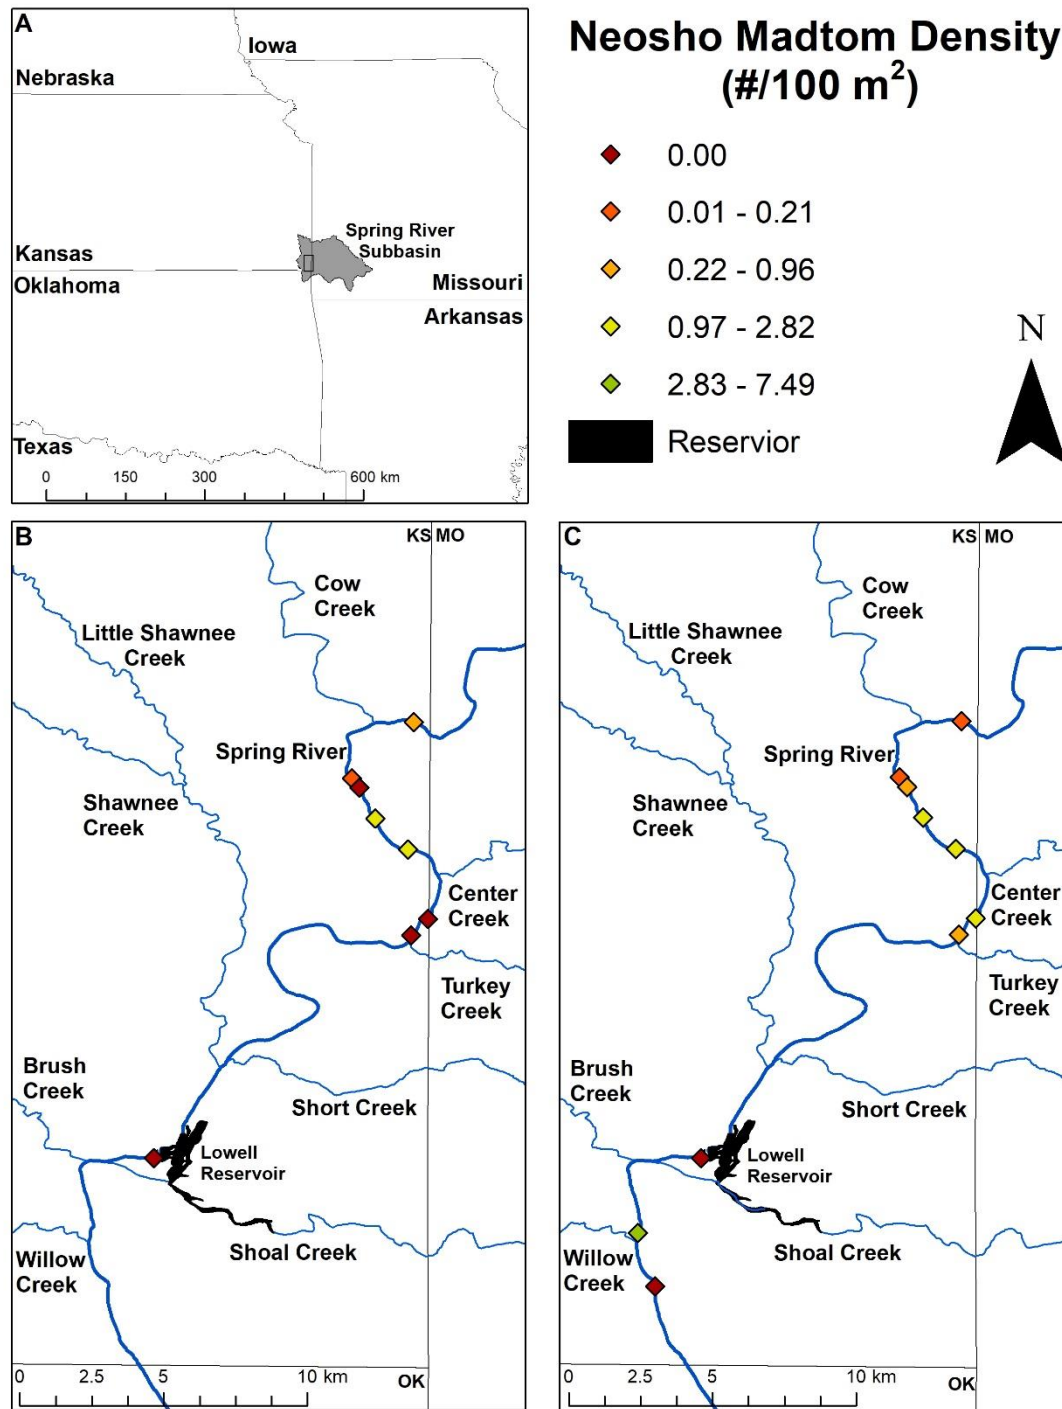 A
Iowa
Nebraska
Spring River
Subbasin
Kansas
Oklahoma
Missouri
Arkansas
Texas
0 150 300 600 km
Neosho Madtom Density
(#/100 m²)
0.00
0.01 - 0.21
0.22 - 0.96
0.97 - 2.82
2.83 - 7.49
Reservior
N
B
KS MO
Cow
Creek
Little Shawnee
Creek
Spring River
Shawnee
Creek
Center
Creek
Turkey
Creek
Brush
Creek
Short Creek
Lowell
Reservoir
Willow
Creek
Shoal Creek
0 2.5 5 10 km
OK
C
KS MO
Cow
Creek
Little Shawnee
Creek
Spring River
Shawnee
Creek
Center
Creek
Turkey
Creek
Brush
Creek
Short Creek
Lowell
Reservoir
Willow
Creek
Shoal Creek
0 2.5 5 10 km
OK